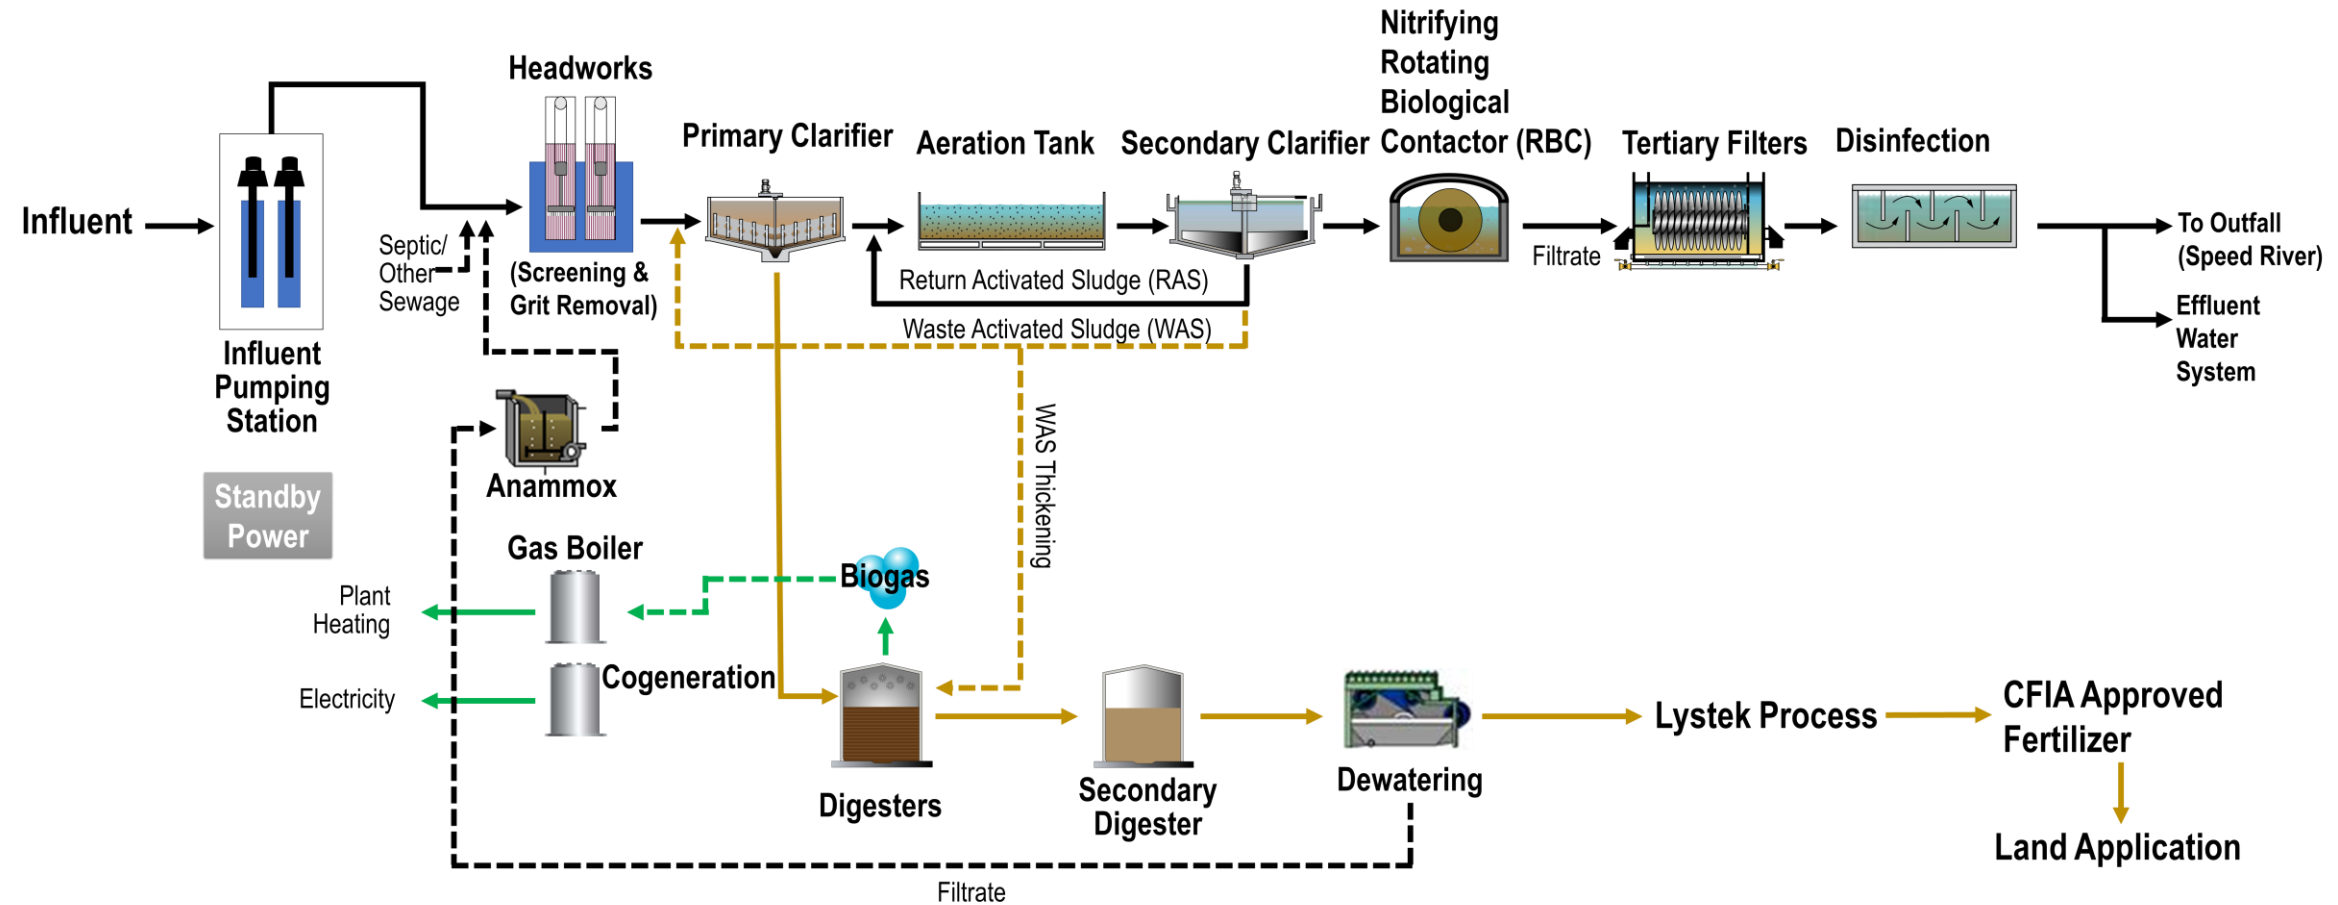 Nitrifying
Rotating
Biological
Contactor (RBC)
Headworks
Primary Clarifier
Aeration Tank
Secondary Clarifier
Tertiary Filters
Disinfection
Influent
Septic/
Other
Sewage
(Screening &
Grit Removal)
Return Activated Sludge (RAS)
Waste Activated Sludge (WAS)
Filtrate
To Outfall
(Speed River)
Effluent
Water
System
Influent
Pumping
Station
WAS Thickening
Anammox
Standby
Power
Gas Boiler
Biogas
Plant
Heating
Cogeneration
Electricity
Digesters
Secondary
Digester
Dewatering
Lystek Process
CFIA Approved
Fertilizer
Land Application
Filtrate